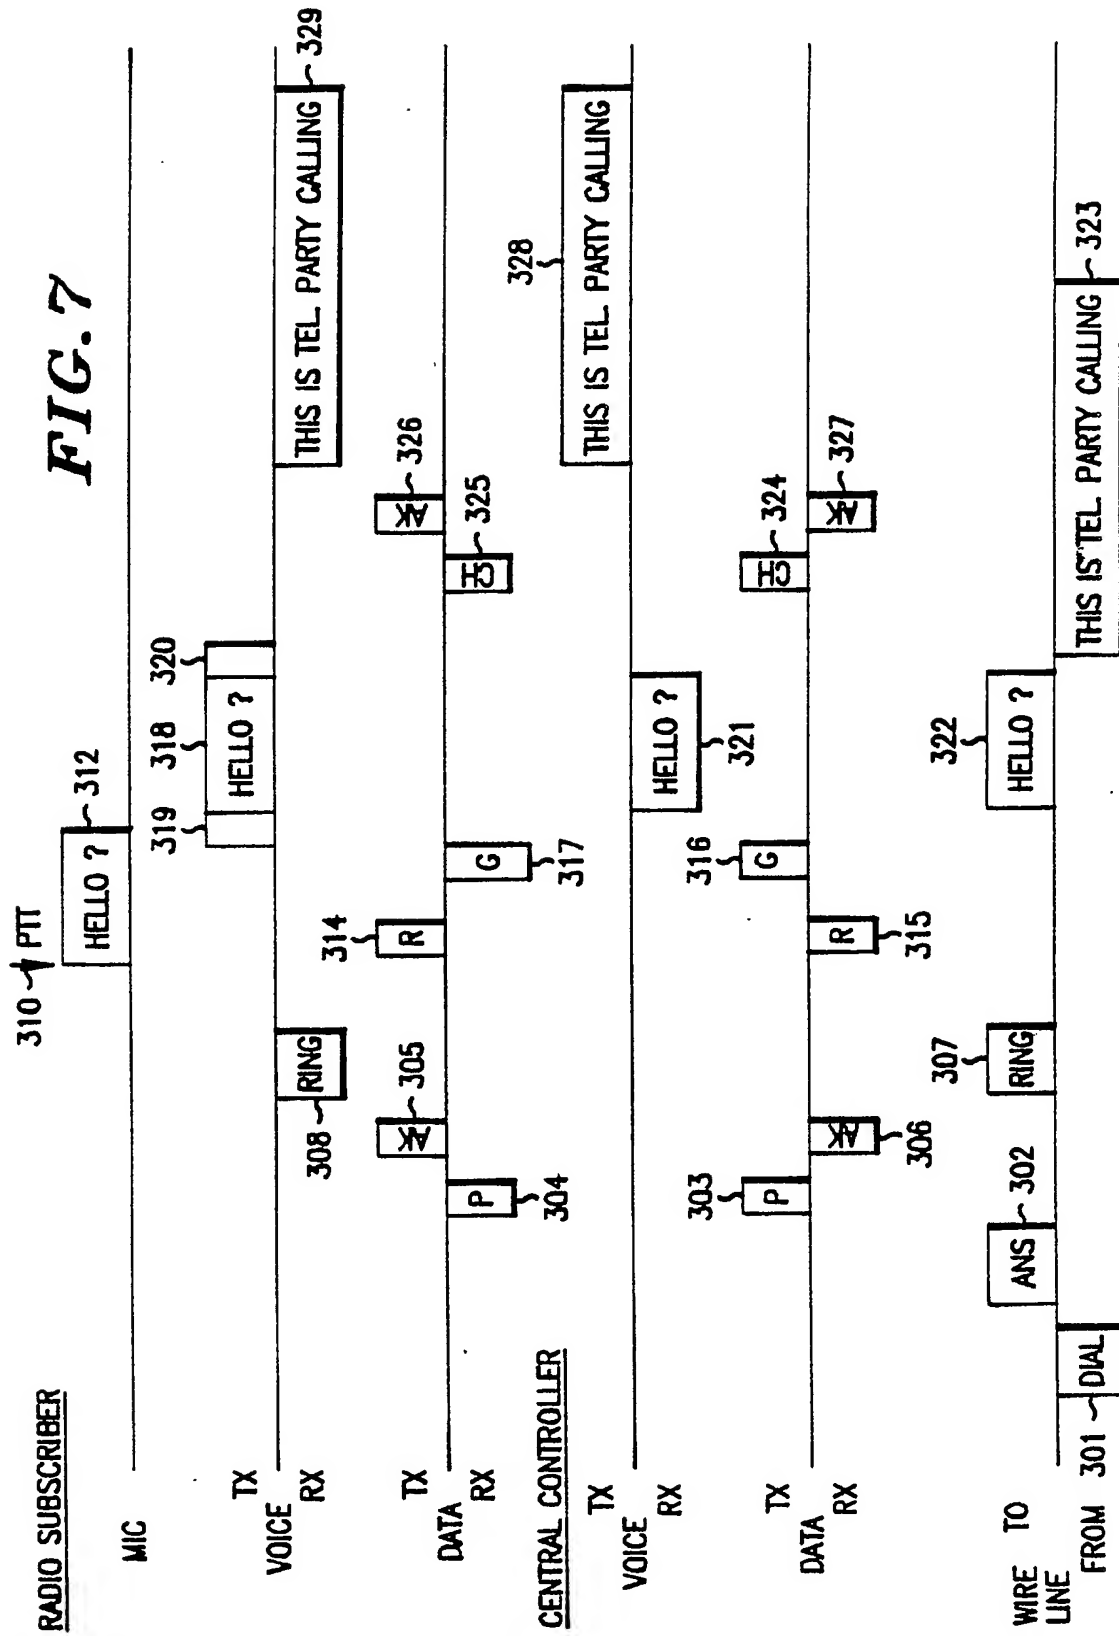 FIG. 7
RADIO SUBSCRIBER
310 PTT
MIC
HELLO ? 312
TX
VOICE
RX
308 RING
319 318 320
HELLO ?
THIS IS TEL. PARTY CALLING 329
TX
DATA
RX
P 304
AK 305
314 R
G 317
CH 325
AK 326
CENTRAL CONTROLLER
TX
VOICE
RX
HELLO ? 321
328
THIS IS TEL. PARTY CALLING
TX
DATA
RX
303 P
AK 306
R 315
316 G
324 CH
AK 327
WIRE TO
LINE
FROM 301 DIAL
ANS 302
307 RING
322 HELLO ?
THIS IS TEL. PARTY CALLING 323